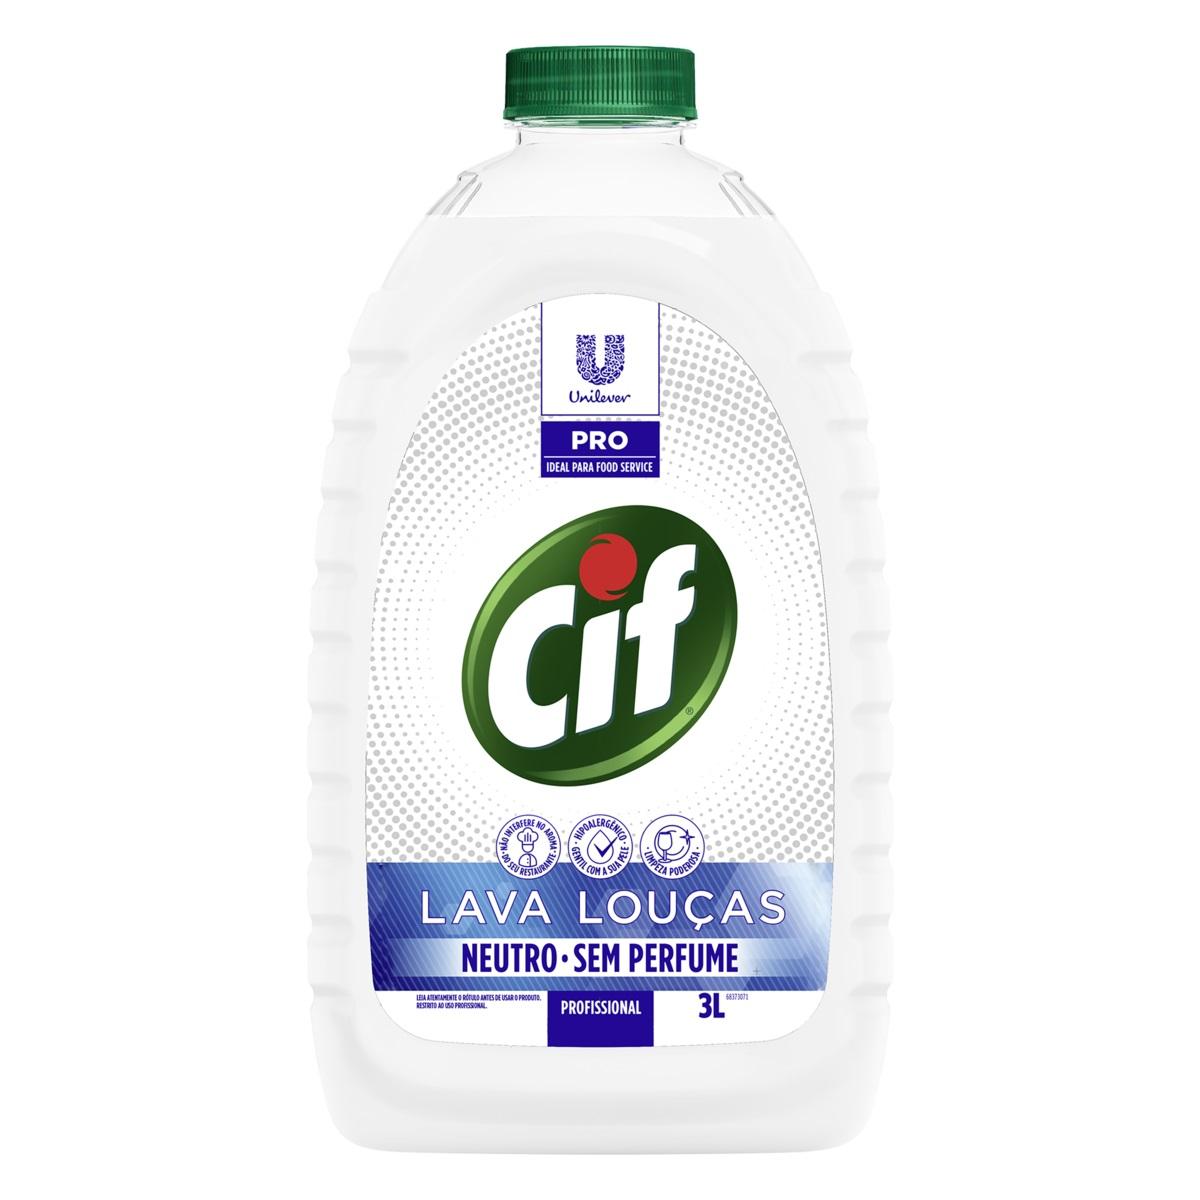 Unilever
PRO
IDEAL PARA FOOD SERVICE
Cif®
NÃO INTERFERE NO AROMA
DO SEU RESTAURANTE
HIPOALERGÊNICO
GENTIL COM A SUA PELE
LIMPEZA PODEROSA
LAVA LOUÇAS
NEUTRO • SEM PERFUME
LEIA ATENTAMENTE O RÓTULO ANTES DE USAR O PRODUTO.
RESTRITO AO USO PROFISSIONAL.
PROFISSIONAL
3L
68373071